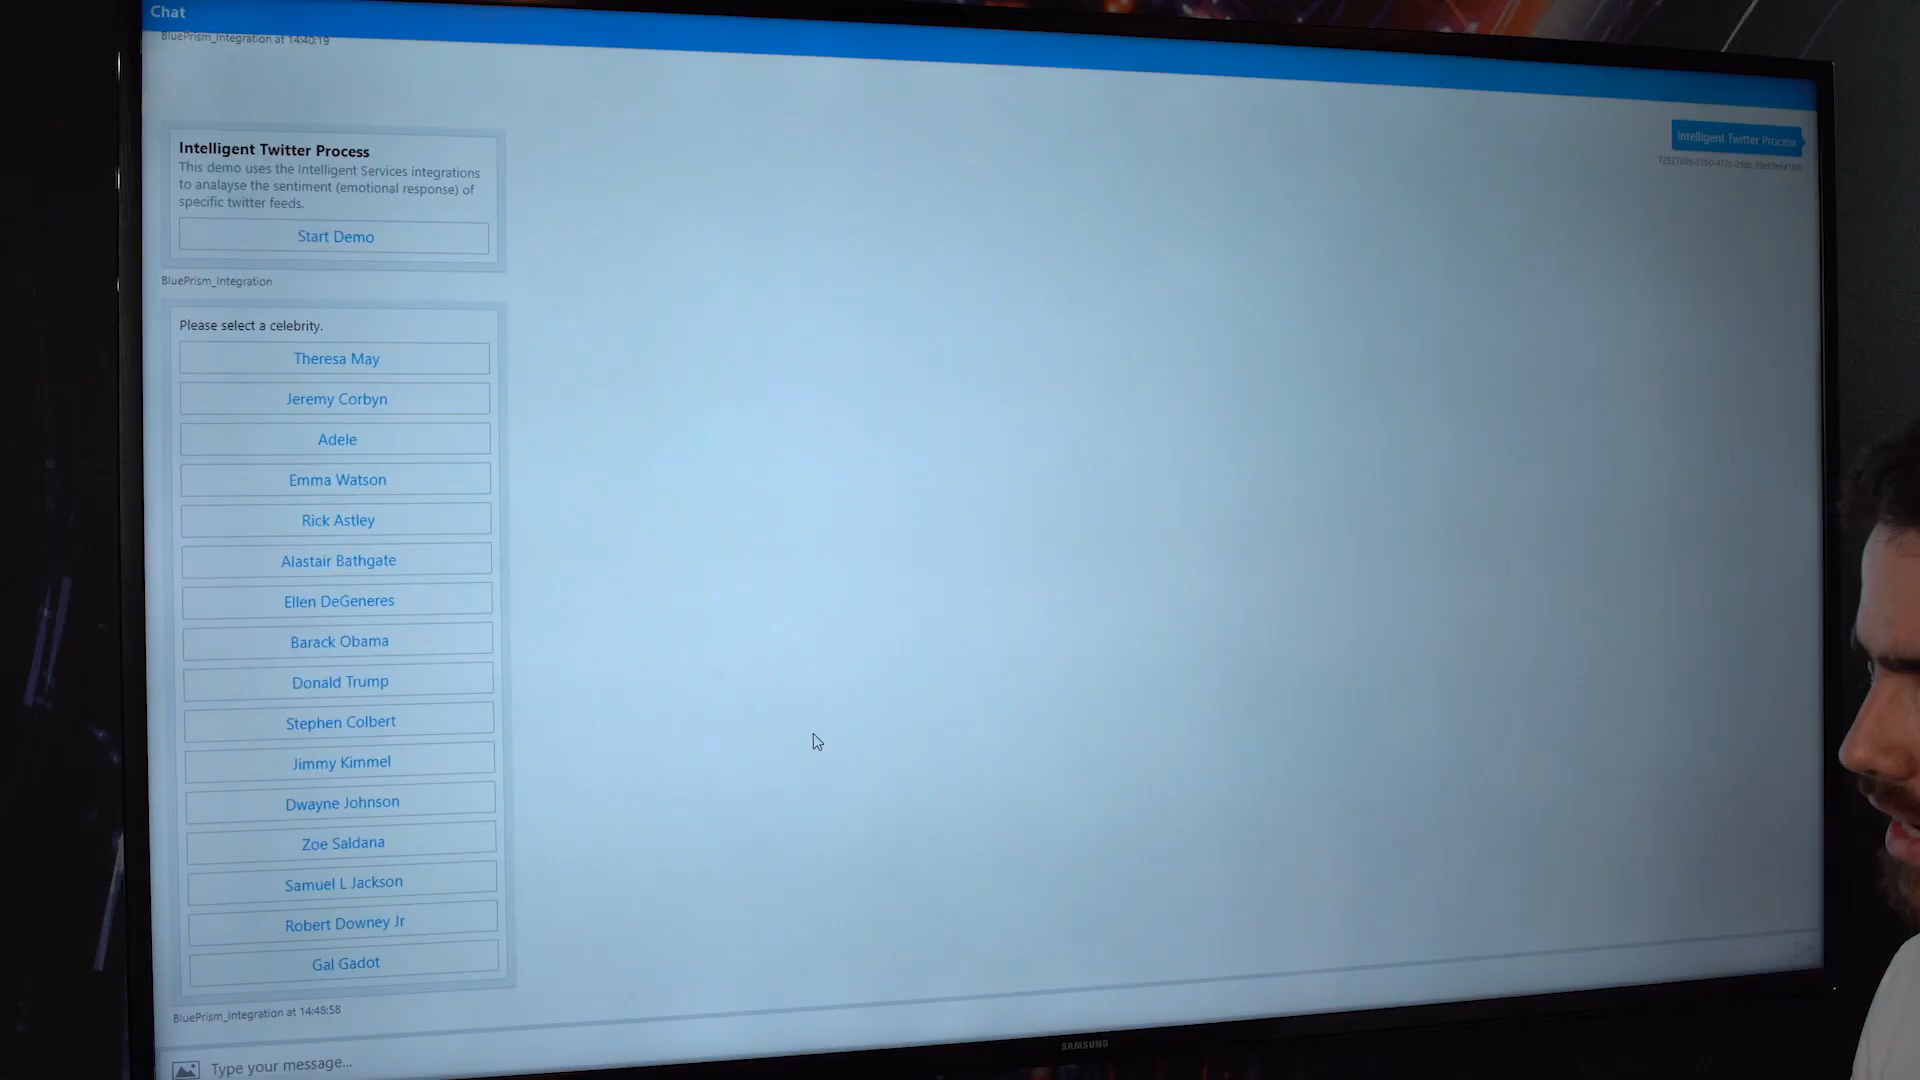 Chat
BluePrism_Integration at 14:40:19
Intelligent Twitter Process
Intelligent Twitter Process
This demo uses the Intelligent Services integrations
to analyse the sentiment (emotional response) of
specific twitter feeds.
Start Demo
BluePrism_Integration
Please select a celebrity.
Theresa May
Jeremy Corbyn
Adele
Emma Watson
Rick Astley
Alastair Bathgate
Ellen DeGeneres
Barack Obama
Donald Trump
Stephen Colbert
Jimmy Kimmel
Dwayne Johnson
Zoe Saldana
Samuel L Jackson
Robert Downey Jr
Gal Gadot
BluePrism_Integration at 14:48:58
Type your message...
SAMSUNG